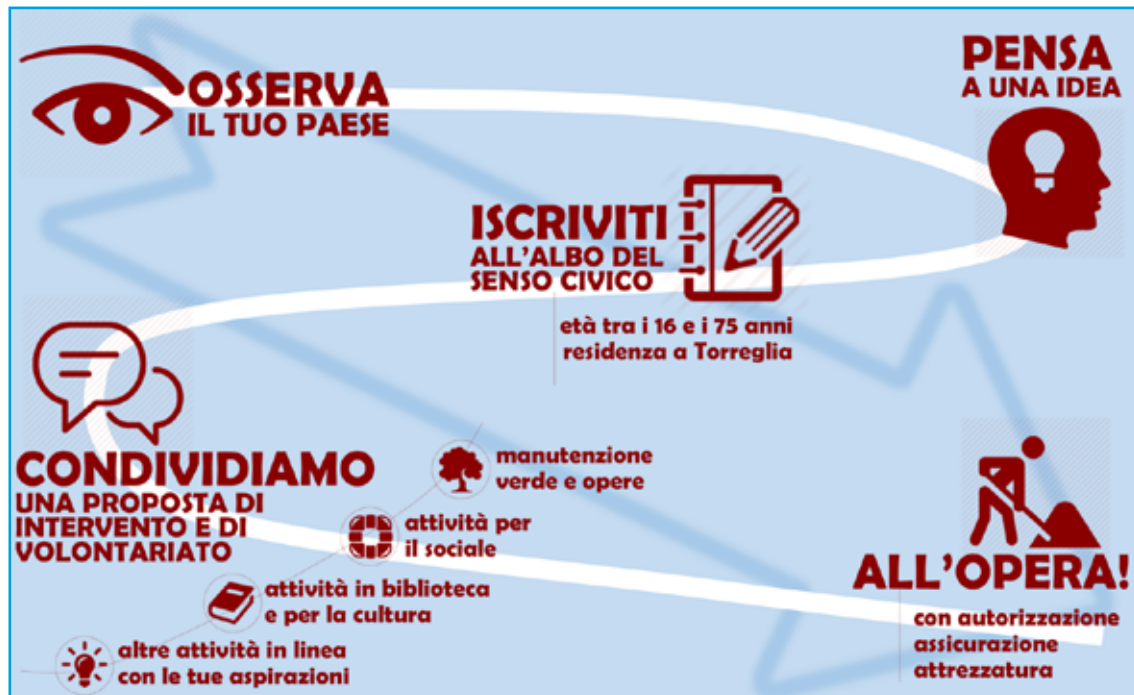 OSSERVA
IL TUO PAESE
PENSA
A UNA IDEA
ISCRIVITI
ALL'ALBO DEL
SENSO CIVICO
età tra i 16 e i 75 anni
residenza a Torreglia
CONDIVIDIAMO
UNA PROPOSTA DI
INTERVENTO E DI
VOLONTARIATO
manutenzione
verde e opere
attività per
il sociale
attività in biblioteca
e per la cultura
altre attività in linea
con le tue aspirazioni
ALL'OPERA!
con autorizzazione
assicurazione
attrezzatura